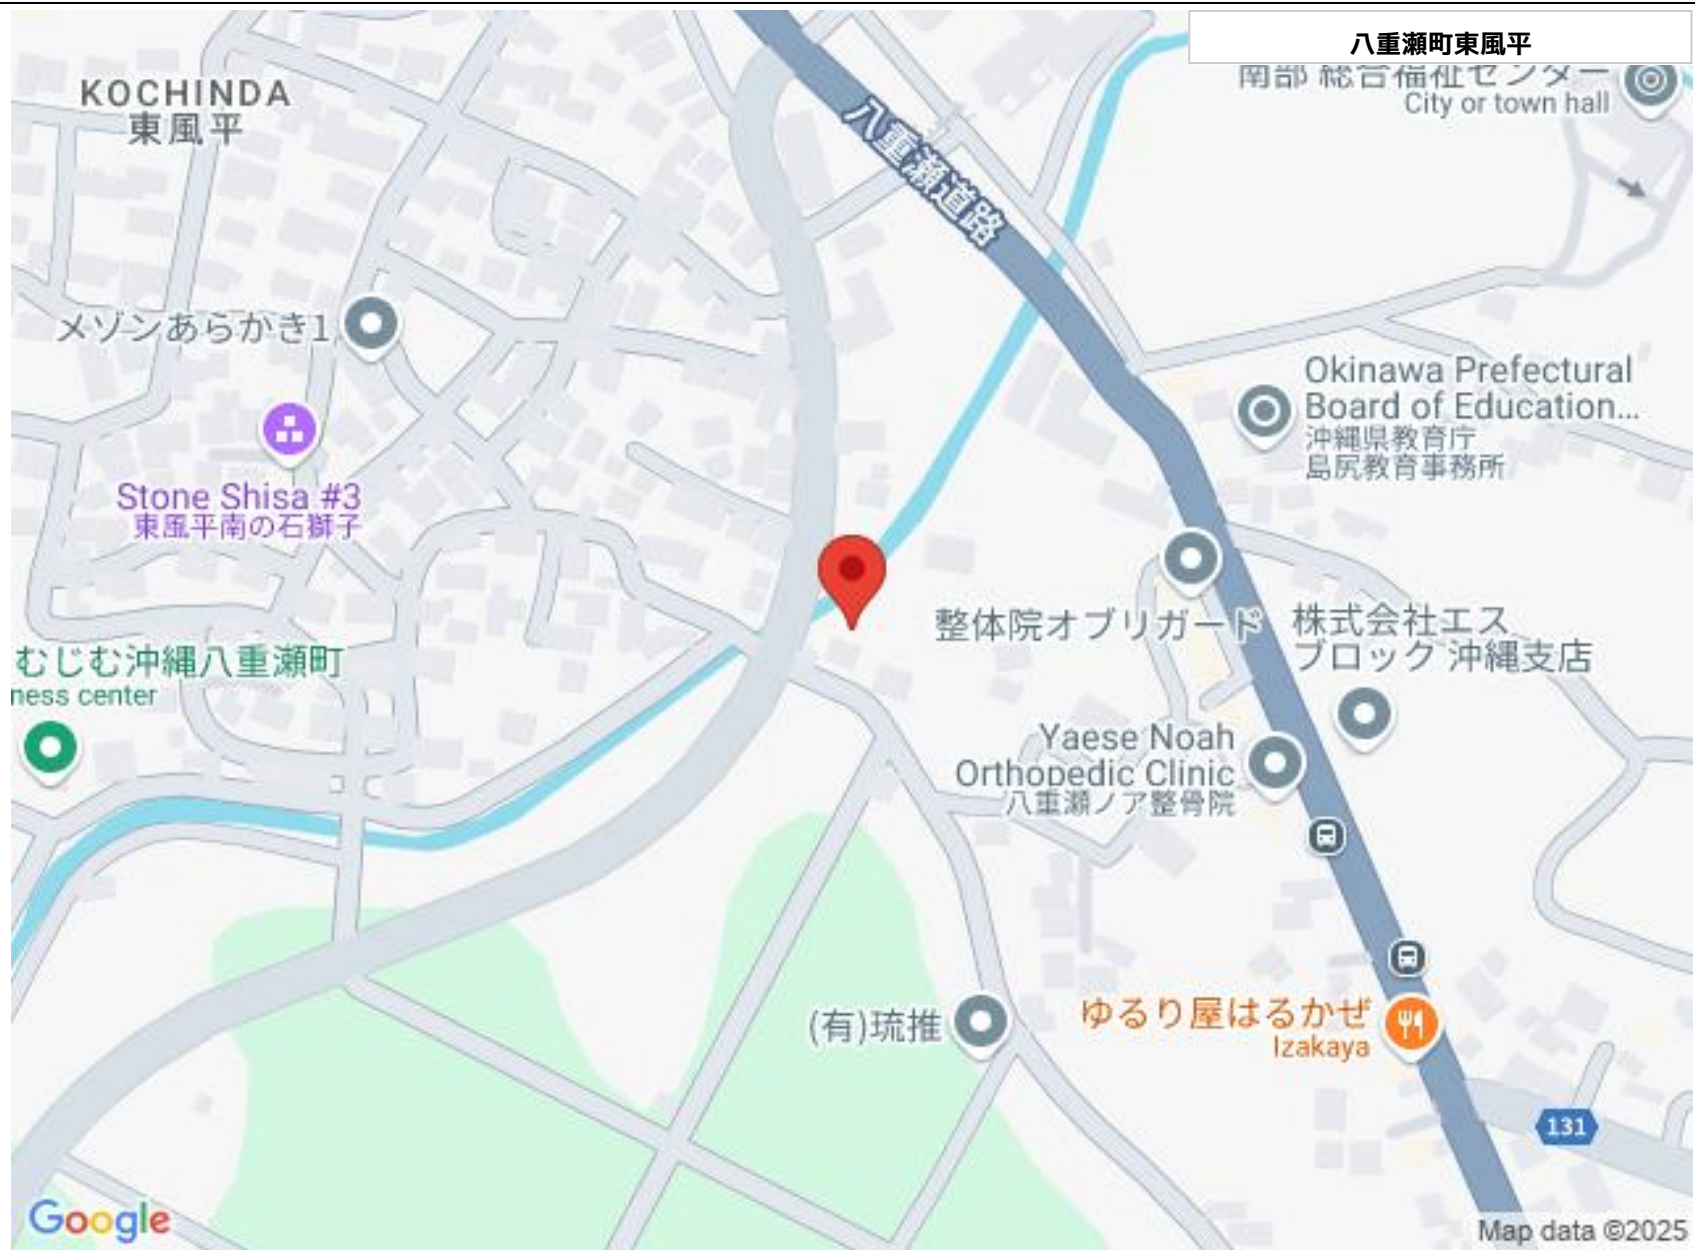 八重瀬町東風平
KOCHINDA
東風平
八重瀬道路
南部 総合福祉センター
City or town hall
メゾンあらかき1
Okinawa Prefectural
Board of Education...
沖縄県教育庁
島尻教育事務所
Stone Shisa #3
東風平南の石獅子
整体院オブリガード
株式会社エス
ブロック 沖縄支店
むじむ沖縄八重瀬町
ness center
Yaese Noah
Orthopedic Clinic
八重瀬ノア整骨院
(有)琉推
ゆるり屋はるかぜ
Izakaya
131
Google
Map data ©2025